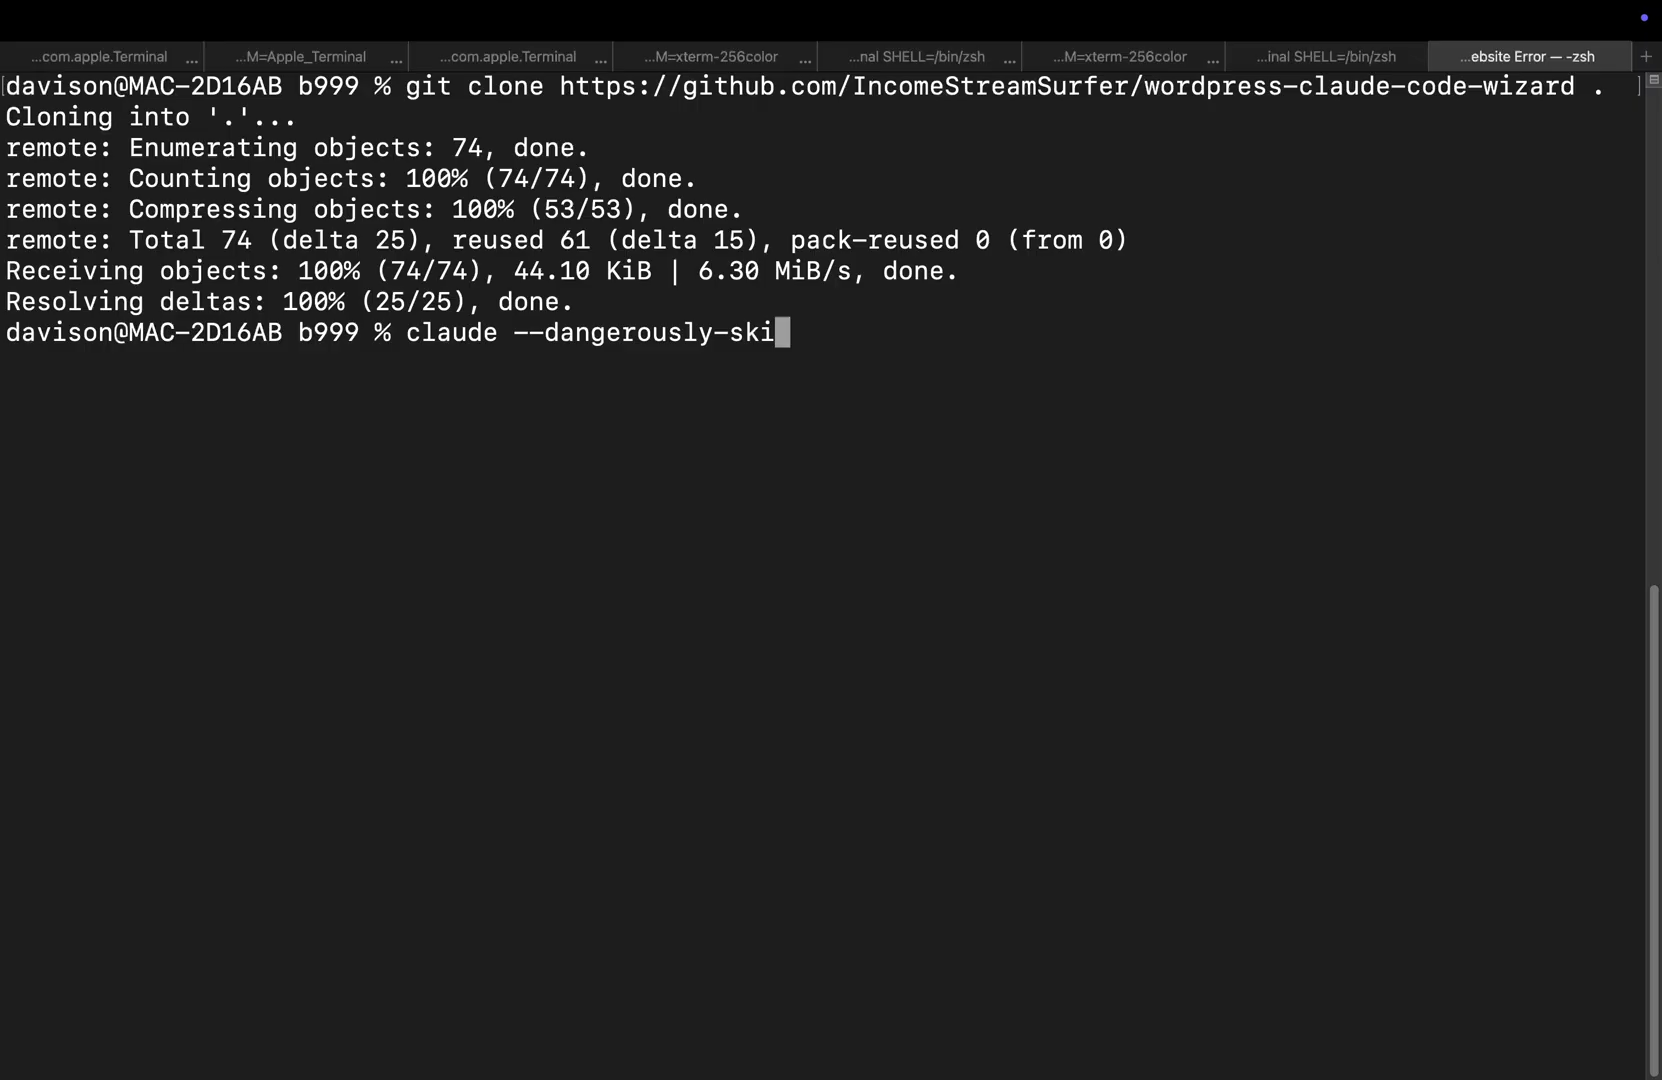 ...com.apple.Terminal ... ...M=Apple_Terminal ... ...com.apple.Terminal ... ...M=xterm-256color ... ...nal SHELL=/bin/zsh ... ...M=xterm-256color ... ...inal SHELL=/bin/zsh ...ebsite Error — -zsh +
[davison@MAC-2D16AB b999 % git clone https://github.com/IncomeStreamSurfer/wordpress-claude-code-wizard . ]
Cloning into '.'...
remote: Enumerating objects: 74, done.
remote: Counting objects: 100% (74/74), done.
remote: Compressing objects: 100% (53/53), done.
remote: Total 74 (delta 25), reused 61 (delta 15), pack-reused 0 (from 0)
Receiving objects: 100% (74/74), 44.10 KiB | 6.30 MiB/s, done.
Resolving deltas: 100% (25/25), done.
davison@MAC-2D16AB b999 % claude --dangerously-ski